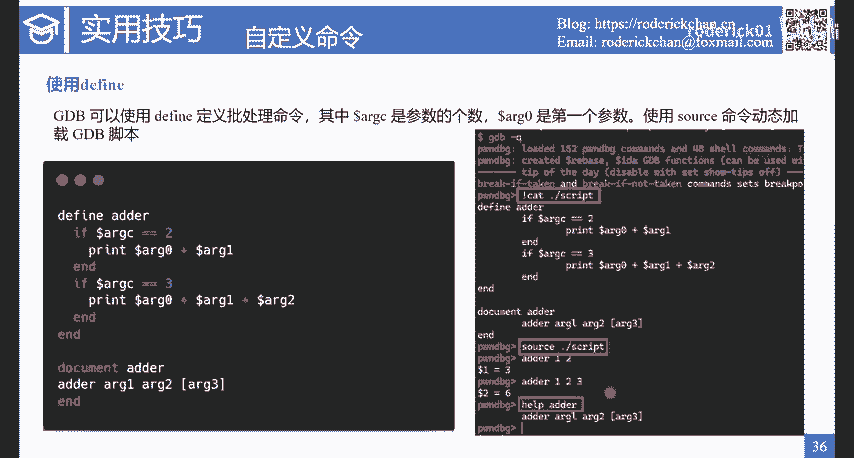 实用技巧
自定义命令
Blog: https://roderickchan.cn
Email: roderickchan@foxmail.com
roderick01
使用define
GDB 可以使用 define 定义批处理命令，其中 $argc 是参数的个数，$arg0 是第一个参数。使用 source 命令动态加
载 GDB 脚本
define adder
if $argc == 2
print $arg0 + $arg1
end
if $argc == 3
print $arg0 + $arg1 + $arg2
end
end
document adder
adder arg1 arg2 [arg3]
end
$ gdb -q
pwndbg: loaded 152 pwndbg commands and 48 shell commands. T
pwndbg: created $rebase, $ida GDB functions (can be used wi
tip of the day (disable with set show-tips off)
break-if-taken and break-if-not-taken commands sets breakpo
pwndbg> !cat ./script
define adder
if $argc == 2
print $arg0 + $arg1
end
if $argc == 3
print $arg0 + $arg1 + $arg2
end
end
document adder
adder arg1 arg2 [arg3]
end
pwndbg> source ./script
pwndbg> adder 1 2
$1 = 3
pwndbg> adder 1 2 3
$2 = 6
pwndbg> help adder
adder arg1 arg2 [arg3]
pwndbg>
36